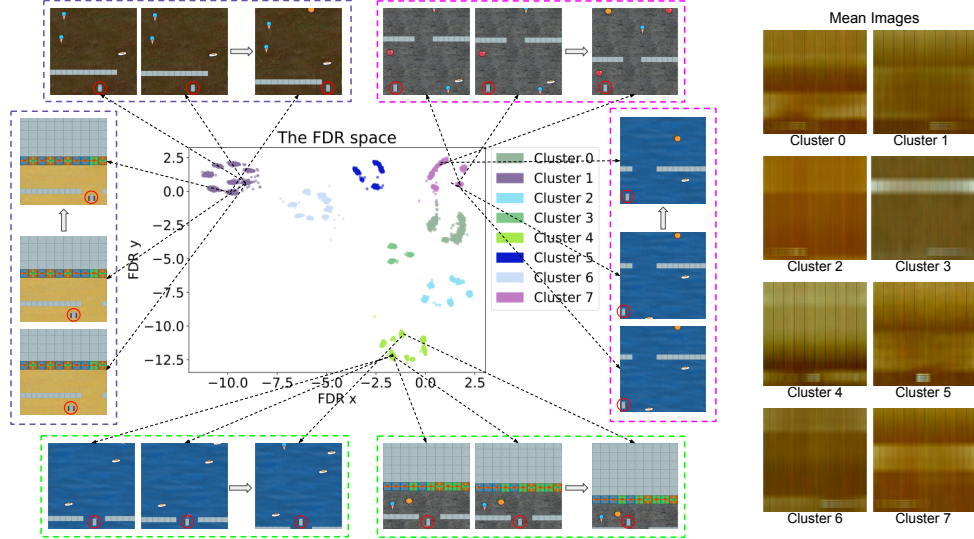 Mean Images
Cluster 0
Cluster 1
Cluster 2
Cluster 3
Cluster 4
Cluster 5
Cluster 6
Cluster 7
The FDR space
FDR y
2.5
0.0
−2.5
−5.0
−7.5
−10.0
−12.5
−10.0
−7.5
−5.0
−2.5
0.0
2.5
FDR x
Cluster 0
Cluster 1
Cluster 2
Cluster 3
Cluster 4
Cluster 5
Cluster 6
Cluster 7